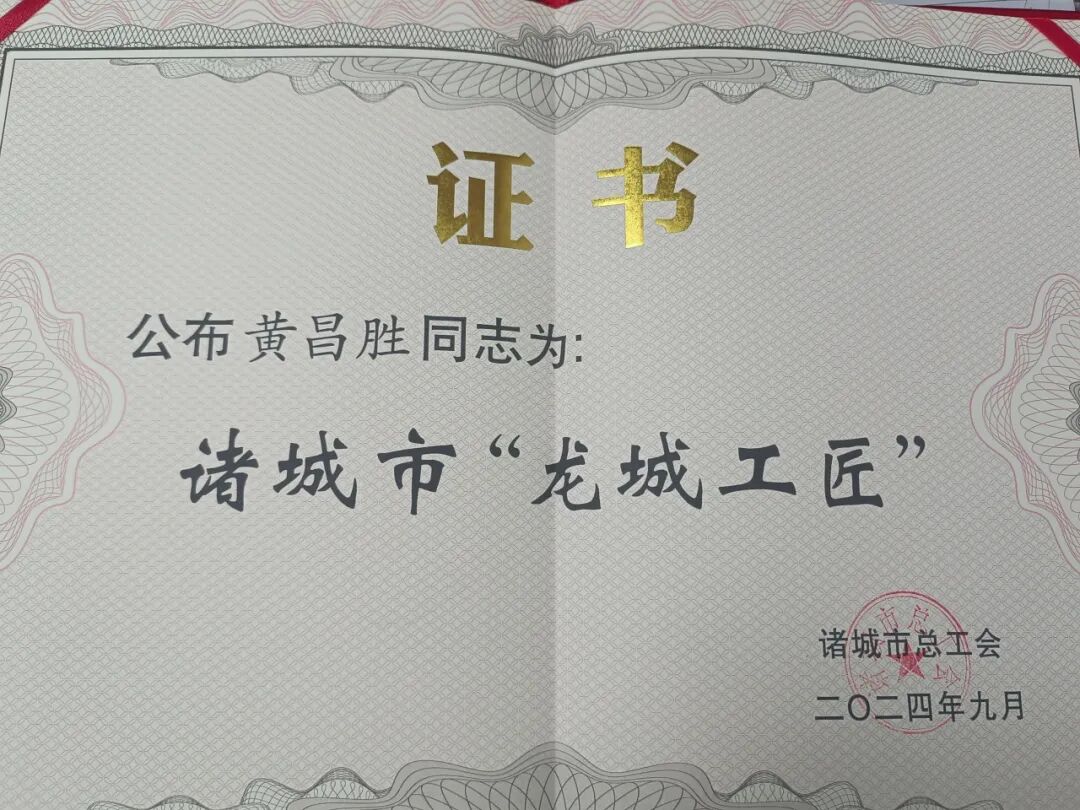 证书
公布黄昌胜同志为:
诸城市“龙城工匠”
诸城市总工会
二〇二四年九月